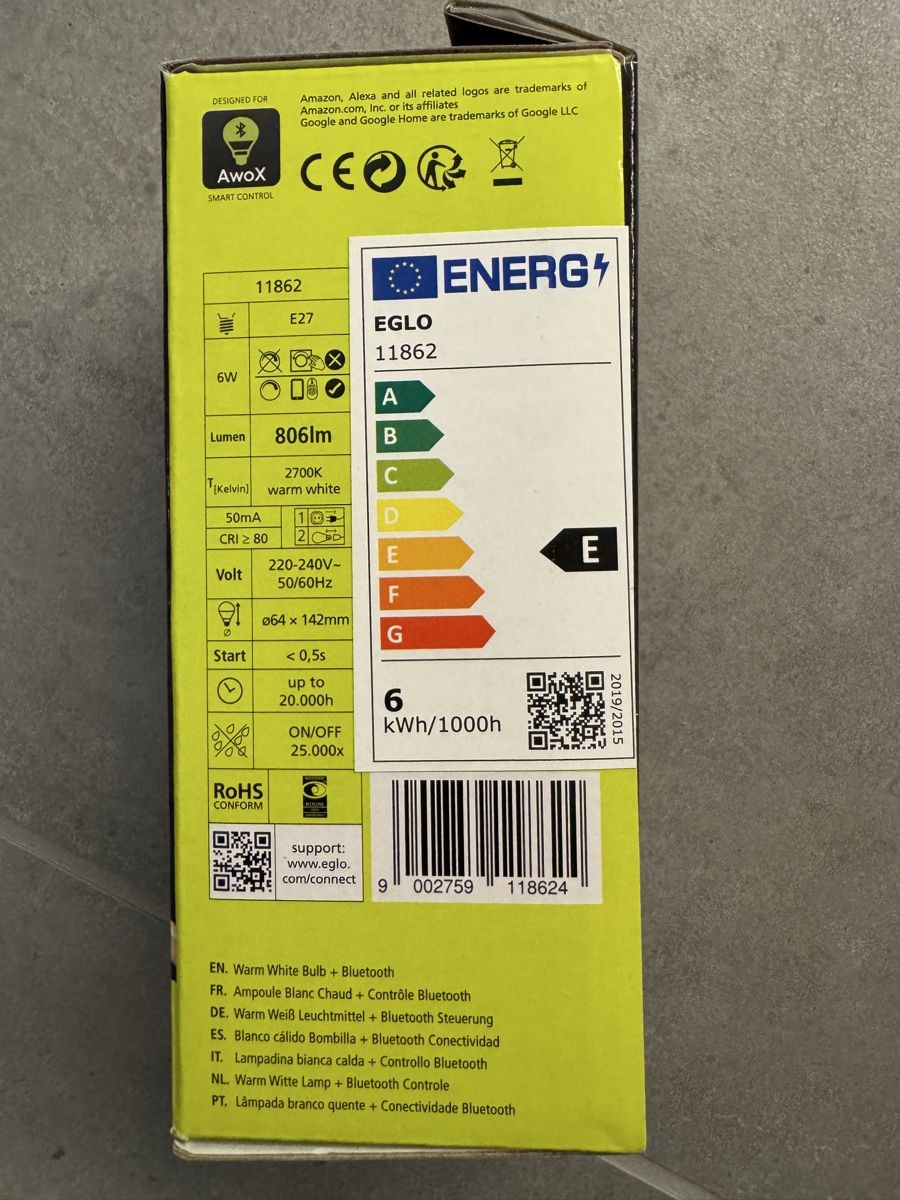 DESIGNED FOR
AwoX
SMART CONTROL
Amazon, Alexa and all related logos are trademarks of
Amazon.com, Inc. or its affiliates
Google and Google Home are trademarks of Google LLC
CE
11862
E27
6W
Lumen 806lm
T[Kelvin] 2700K
warm white
50mA
CRI ≥ 80
1
2
Volt 220-240V~
50/60Hz
ø64 x 142mm
Ø
Start < 0,5s
up to
20.000h
ON/OFF
25.000x
RoHS
CONFORM
support:
www.eglo.
com/connect
ENERG
EGLO
11862
A
B
C
D
E
F
G
E
6
kWh/1000h
2019/2015
9 002759 118624
EN. Warm White Bulb + Bluetooth
FR. Ampoule Blanc Chaud + Contrôle Bluetooth
DE. Warm Weiß Leuchtmittel + Bluetooth Steuerung
ES. Blanco cálido Bombilla + Bluetooth Conectividad
IT. Lampadina bianca calda + Controllo Bluetooth
NL. Warm Witte Lamp + Bluetooth Controle
PT. Lâmpada branco quente + Conectividade Bluetooth